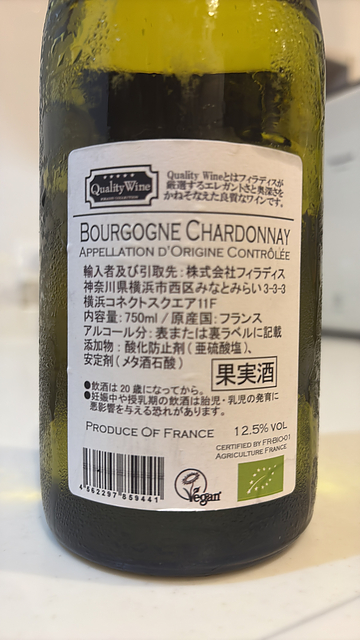 Quality Wine
Quality Wineとはフィラディスが
厳選するエレガントさと奥深さを
かねそなえた良質なワインです。
BOURGOGNE CHARDONNAY
APPELLATION D'ORIGINE CONTRÔLÉE
輸入者及び引取先：株式会社フィラディス
神奈川県横浜市西区みなとみらい3-3-3
横浜コネクトスクエア11F
内容量：750ml / 原産国：フランス
アルコール分：表または裏ラベルに記載
添加物：酸化防止剤（亜硫酸塩）、
安定剤（メタ酒石酸）
果実酒
●飲酒は20歳になってから。
●妊娠中や授乳期の飲酒は胎児・乳児の発育に
悪影響を与える恐れがあります。
PRODUCE OF FRANCE
12.5% VOL
CERTIFIED BY FR-BIO-01
AGRICULTURE FRANCE
4 562297 859441
Vegan